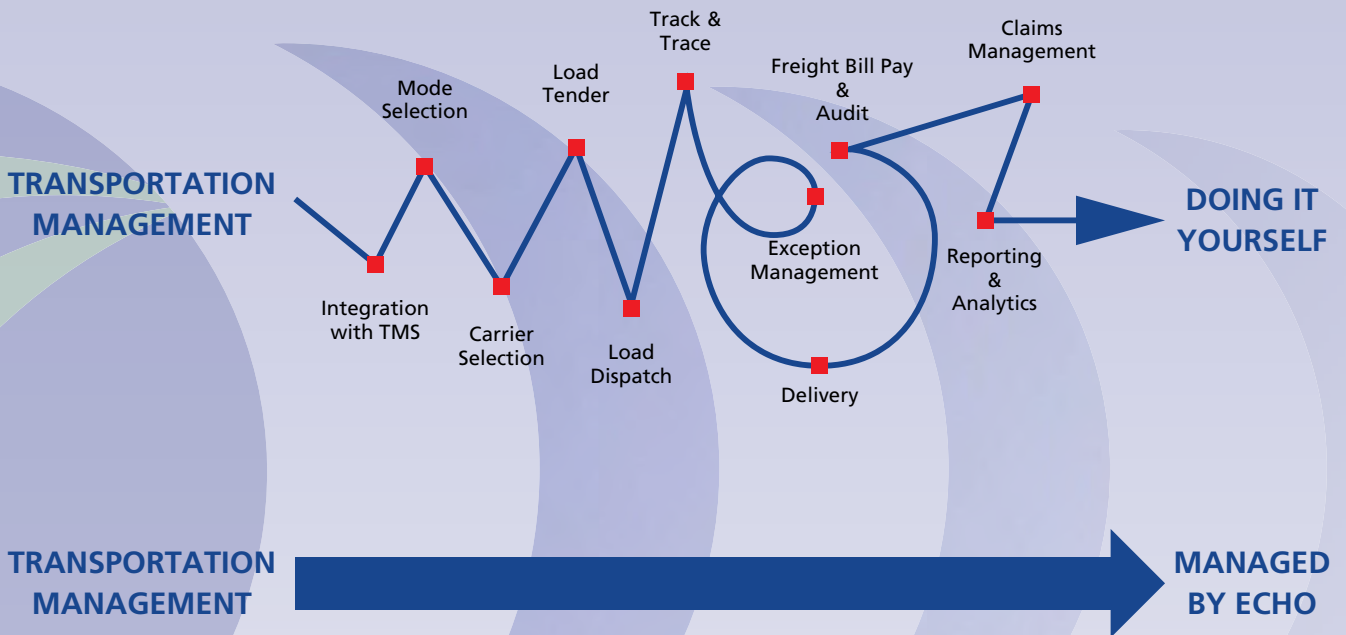 TRANSPORTATION
MANAGEMENT
Integration
with TMS
Mode
Selection
Carrier
Selection
Load
Tender
Load
Dispatch
Track &
Trace
Exception
Management
Delivery
Freight Bill Pay
&
Audit
Claims
Management
Reporting
&
Analytics
DOING IT
YOURSELF
TRANSPORTATION
MANAGEMENT
MANAGED
BY ECHO